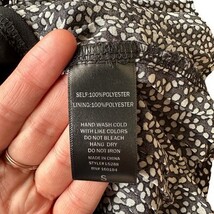 SELF:100%POLYESTER
LINING:100%POLYESTER
HAND WASH COLD
WITH LIKE COLORS
DO NOT BLEACH
HANG DRY
DO NOT IRON
MADE IN CHINA
S